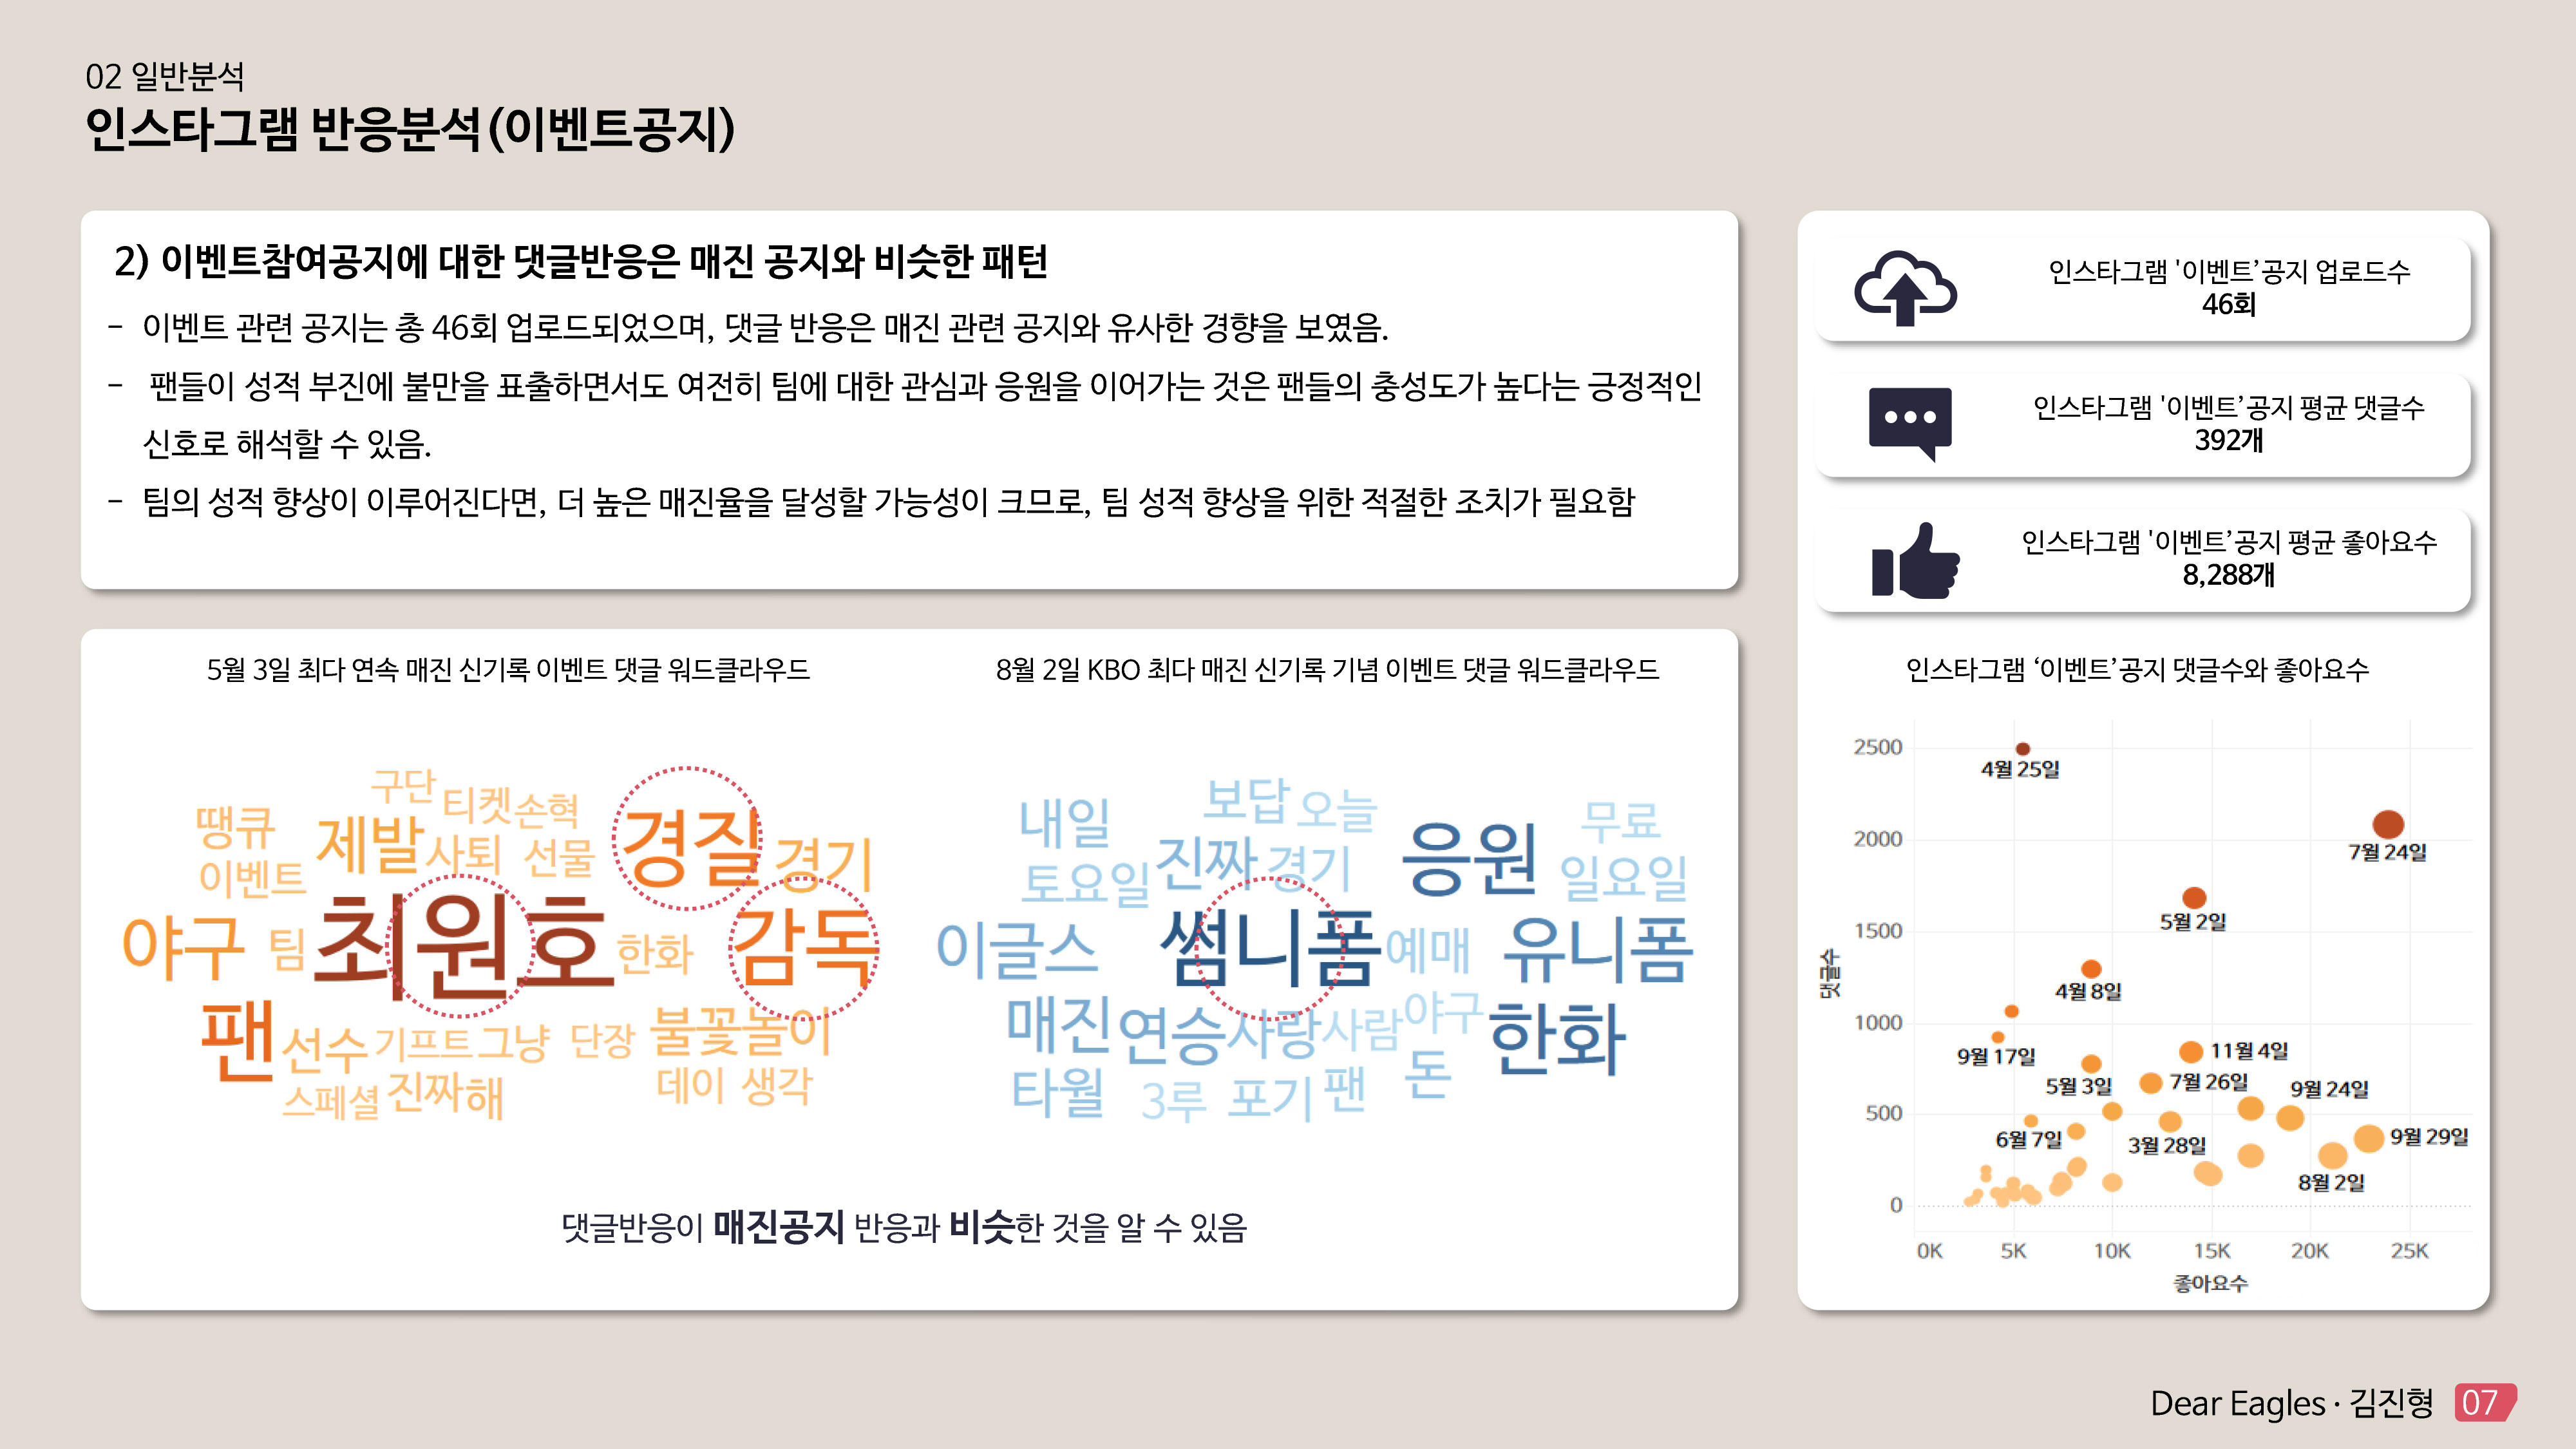 02 일반분석
인스타그램 반응분석(이벤트공지)
2) 이벤트참여공지에 대한 댓글반응은 매진 공지와 비슷한 패턴
- 이벤트 관련 공지는 총 46회 업로드되었으며, 댓글 반응은 매진 관련 공지와 유사한 경향을 보였음.
- 팬들이 성적 부진에 불만을 표출하면서도 여전히 팀에 대한 관심과 응원을 이어가는 것은 팬들의 충성도가 높다는 긍정적인
신호로 해석할 수 있음.
- 팀의 성적 향상이 이루어진다면, 더 높은 매진율을 달성할 가능성이 크므로, 팀 성적 향상을 위한 적절한 조치가 필요함
5월 3일 최다 연속 매진 신기록 이벤트 댓글 워드클라우드
구단
티켓 손혁
땡큐 제발 사퇴 선물 경질 경기
이벤트
야구 팀 최원호 한화 감독
팬 선수 기프트 그냥 단장 불꽃놀이
스페셜 진짜 해 데이 생각
8월 2일 KBO 최다 매진 신기록 기념 이벤트 댓글 워드클라우드
내일 보답 오늘 무료
토요일 진짜 경기 응원 일요일
이글스 썸니폼 예매 유니폼
매진 연승 사랑 사람 야구 한화
타월 3루 포기 팬 돈
댓글반응이 매진공지 반응과 비슷한 것을 알 수 있음
인스타그램 '이벤트’공지 업로드수
46회
인스타그램 '이벤트’공지 평균 댓글수
392개
인스타그램 '이벤트’공지 평균 좋아요수
8,288개
인스타그램 ‘이벤트’공지 댓글수와 좋아요수
댓글수
2500
2000
1500
1000
500
0
4월 25일
7월 24일
5월 2일
4월 8일
9월 17일
11월 4일
5월 3일
7월 26일
9월 24일
6월 7일
3월 28일
9월 29일
8월 2일
0K 5K 10K 15K 20K 25K
좋아요수
Dear Eagles · 김진형 07